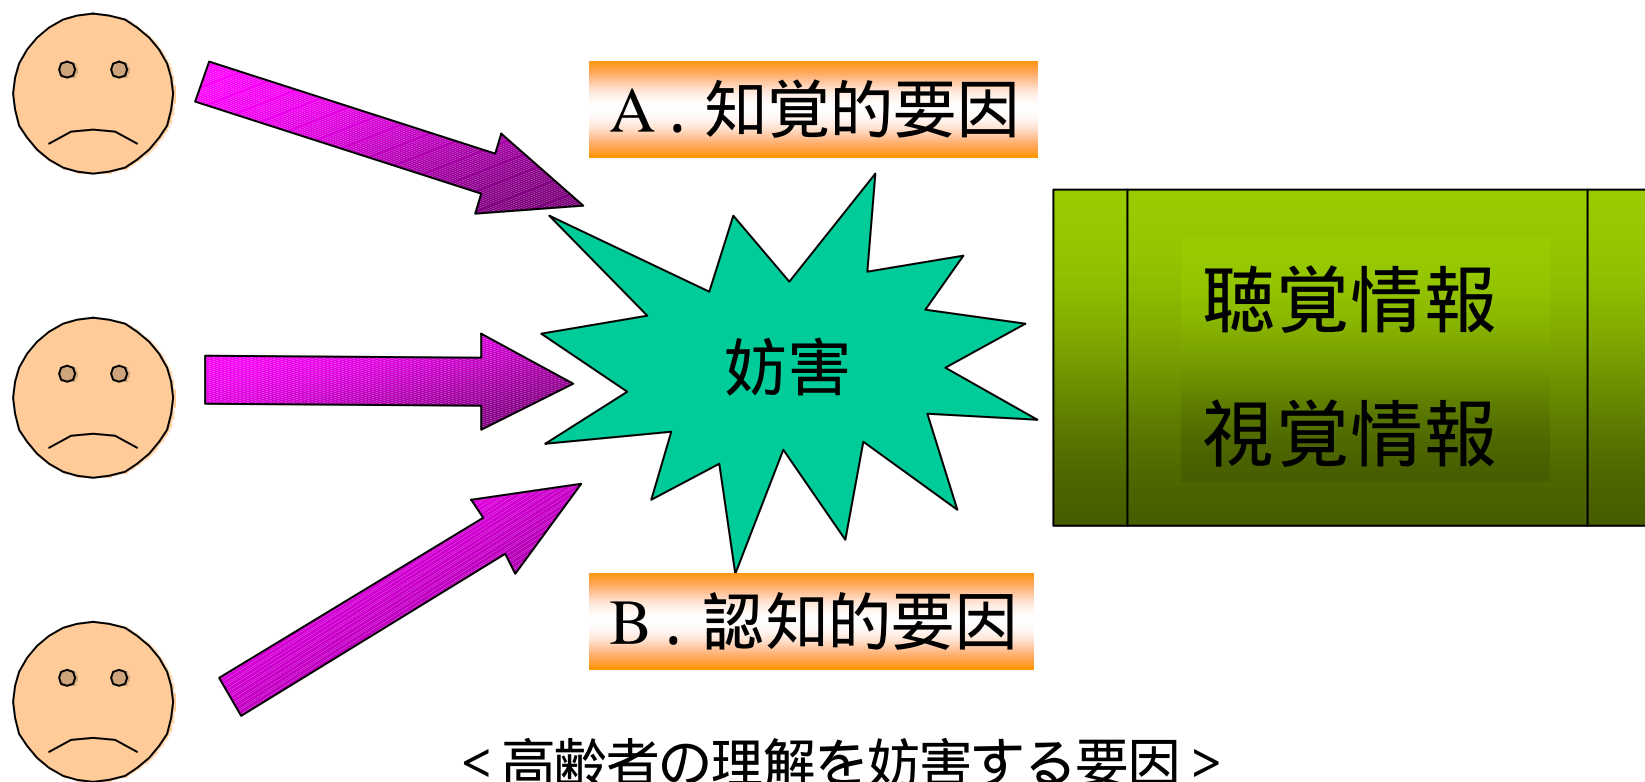 A . 知覚的要因
聴覚情報
妨害
視覚情報
B . 認知的要因
<高齢者の理解を妨害する要因>